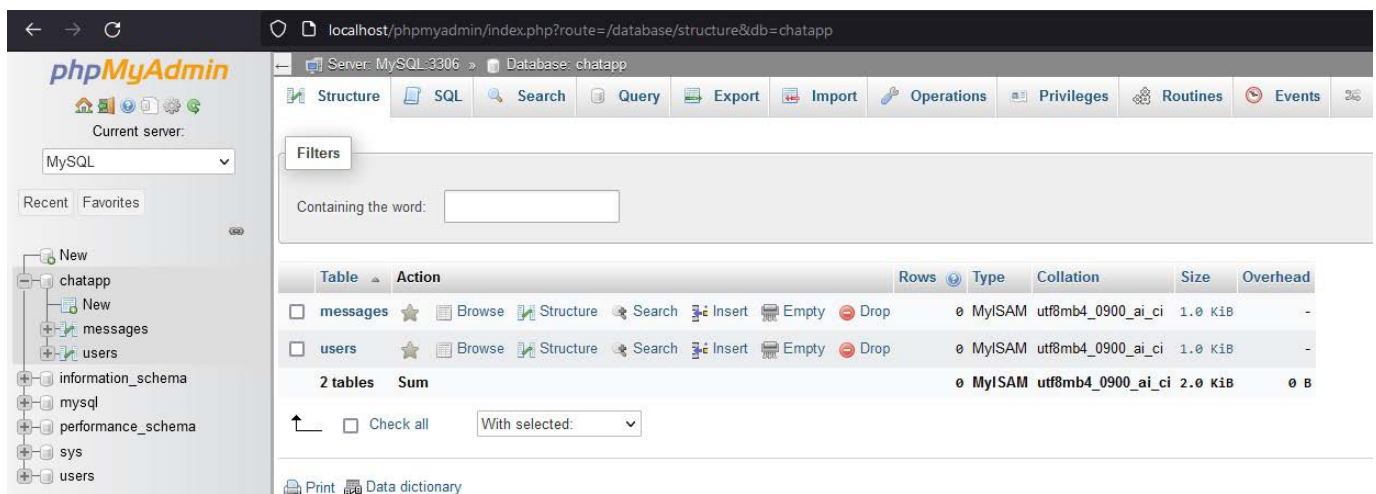 localhost/phpmyadmin/index.php?route=/database/structure&db=chatapp
phpMyAdmin
Current server:
MySQL
Recent Favorites
New
chatapp
New
messages
users
information_schema
mysql
performance_schema
sys
users
Server: MySQL:3306 » Database: chatapp
Structure SQL Search Query Export Import Operations Privileges Routines Events
Filters
Containing the word:
Table Action Rows Type Collation Size Overhead
messages Browse Structure Search Insert Empty Drop 0 MyISAM utf8mb4_0900_ai_ci 1.0 KiB -
users Browse Structure Search Insert Empty Drop 0 MyISAM utf8mb4_0900_ai_ci 1.0 KiB -
2 tables Sum 0 MyISAM utf8mb4_0900_ai_ci 2.0 KiB 0 B
Check all With selected:
Print Data dictionary